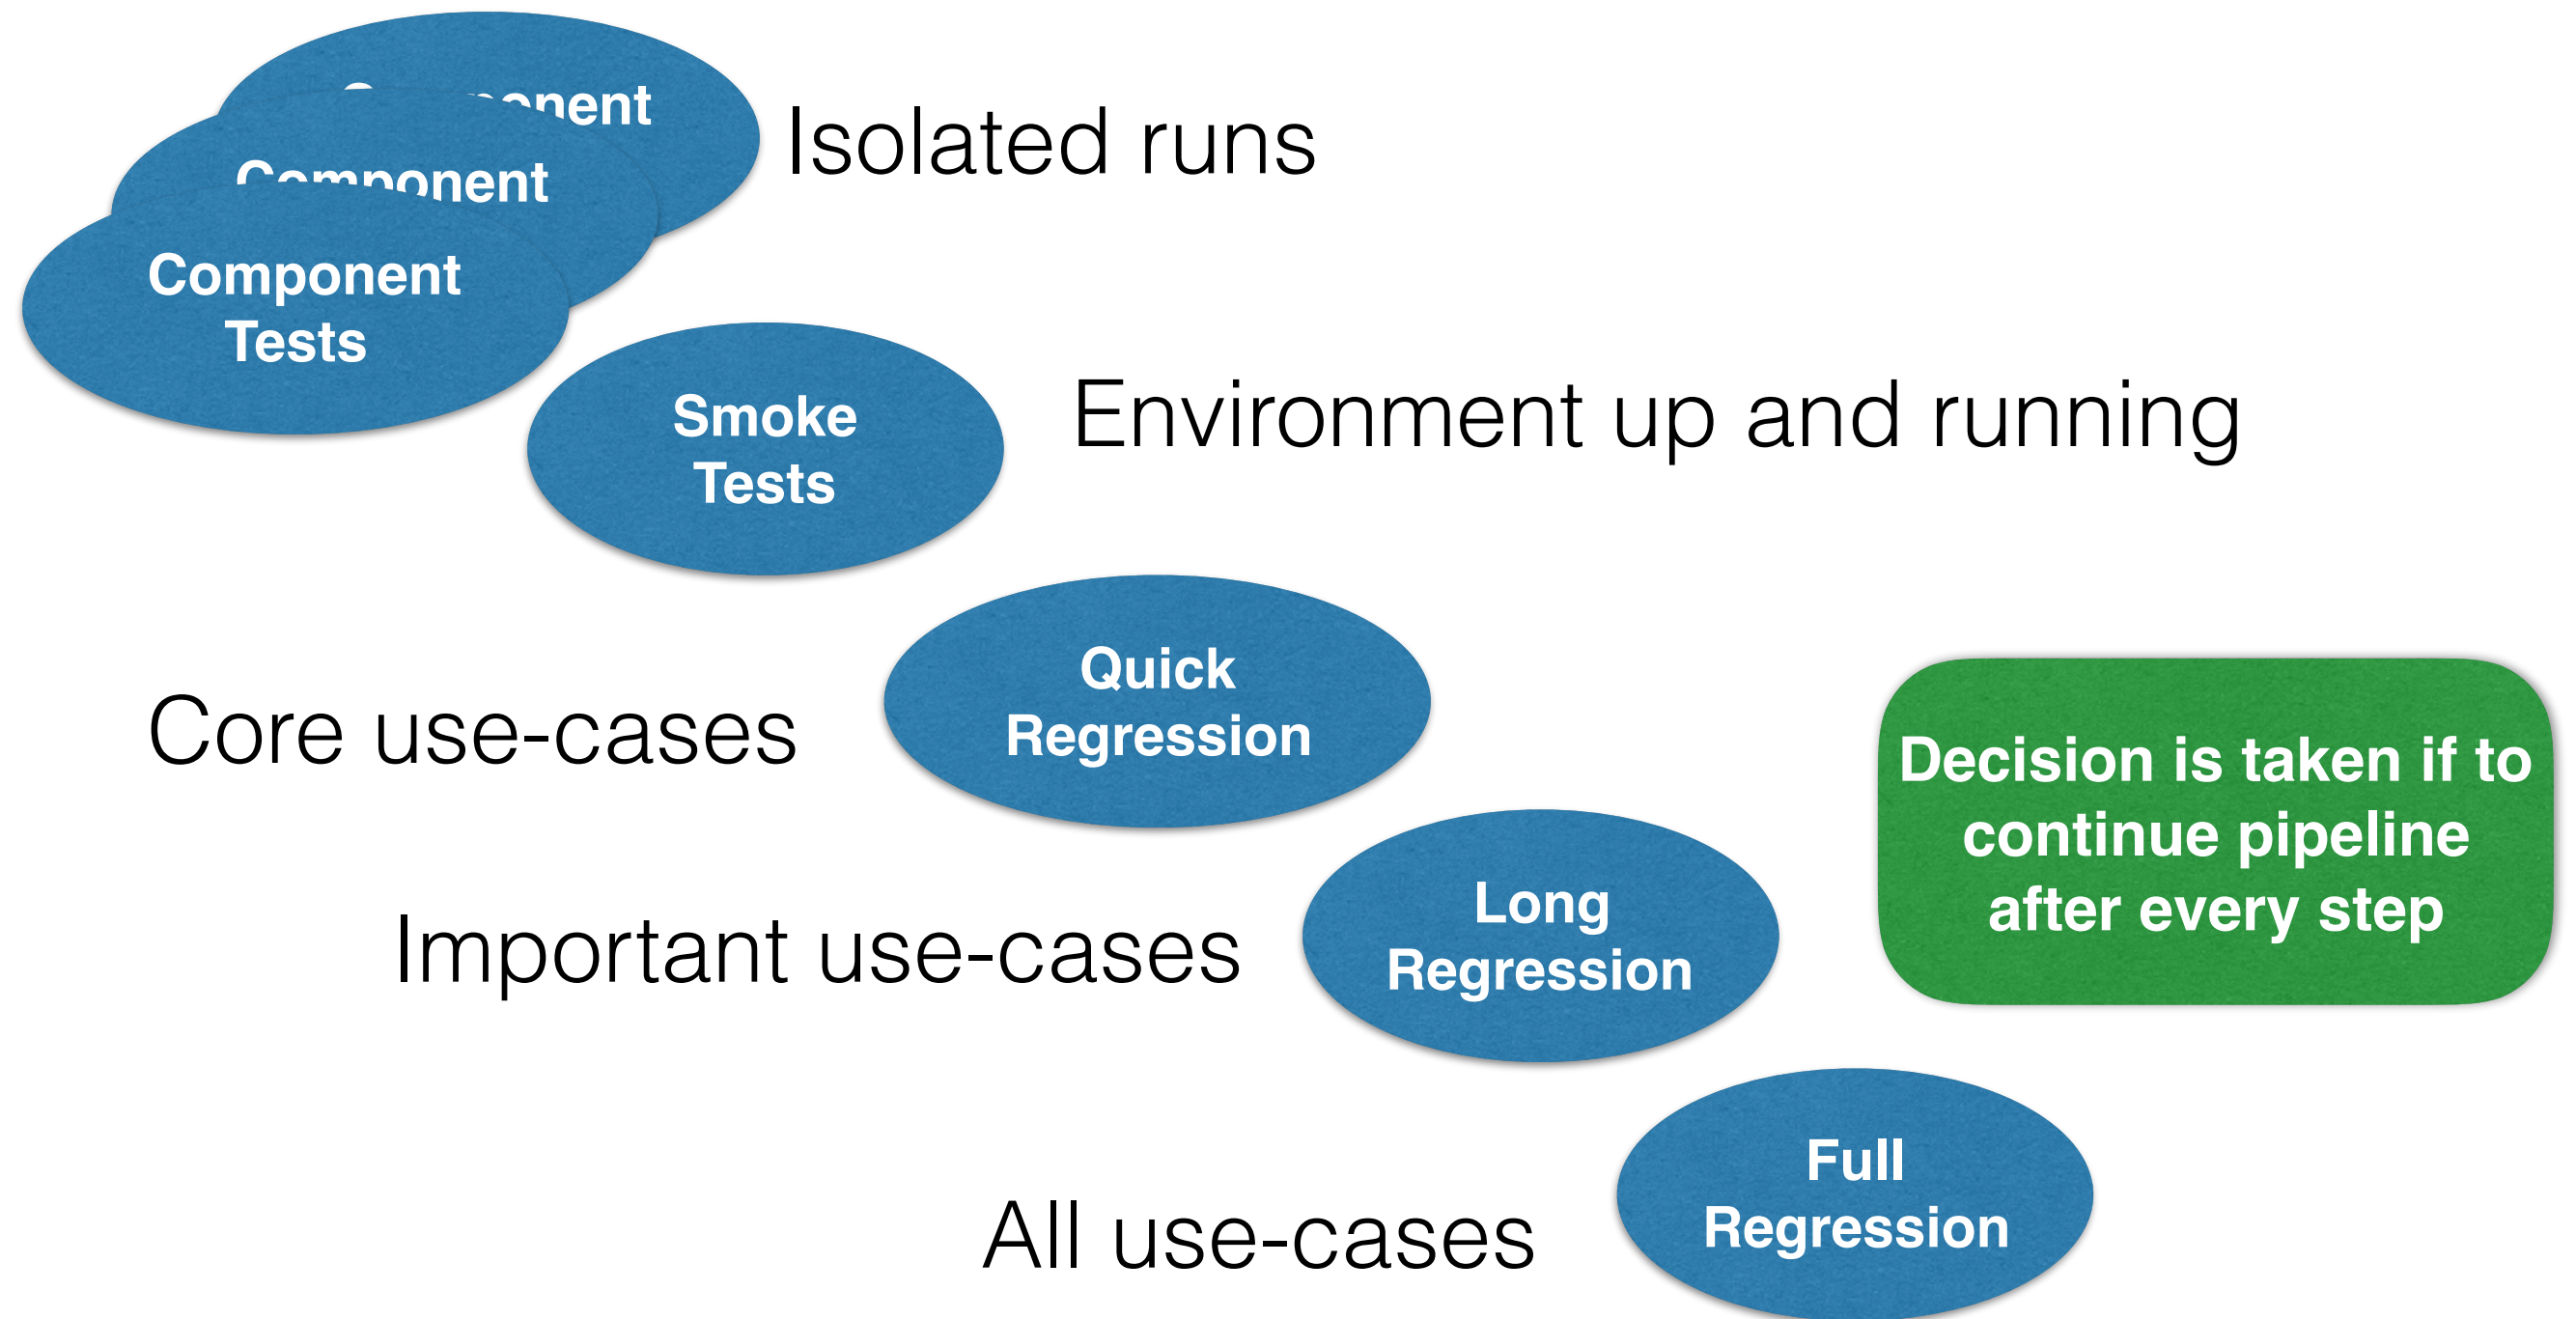 Component
Isolated runs
Component
Component
Tests
Smoke
Tests
Environment up and running
Quick
Regression
Core use-cases
Decision is taken if to
continue pipeline
after every step
Long
Regression
Important use-cases
Full
Regression
All use-cases